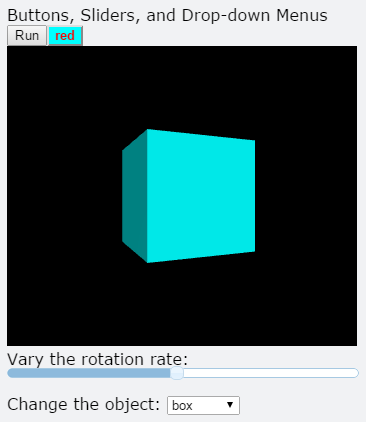 Buttons, Sliders, and Drop-down Menus
Run red
Vary the rotation rate:
Change the object: box